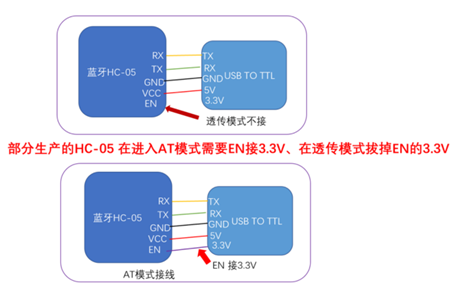 RX TX
TX RX
蓝牙HC-05 GND GND USB TO TTL
VCC 5V
EN 3.3V
透传模式不接
部分生产的HC-05 在进入AT模式需要EN接3.3V、在透传模式拔掉EN的3.3V
RX TX
TX RX
蓝牙HC-05 GND GND USB TO TTL
VCC 5V
EN 3.3V
AT模式接线 EN 接3.3V